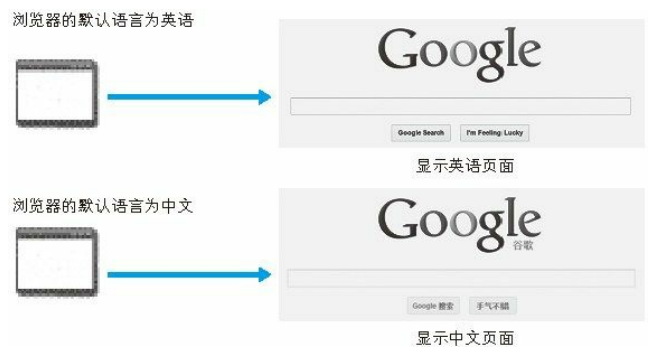 浏览器的默认语言为英语
Google
Google Search I'm Feeling Lucky
显示英语页面
浏览器的默认语言为中文
Google
谷歌
Google 搜索 手气不错
显示中文页面